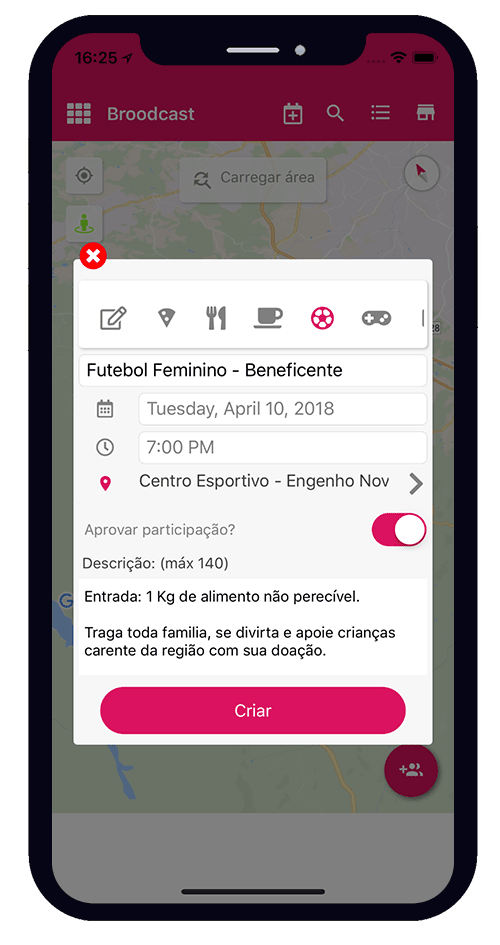 16:25
Broodcast
Carregar área
28
Futebol Feminino - Beneficente
Tuesday, April 10, 2018
7:00 PM
Centro Esportivo - Engenho Nov
Aprovar participação?
Descrição: (máx 140)
Entrada: 1 Kg de alimento não perecível.
Traga toda familia, se divirta e apoie crianças
carente da região com sua doação.
G
Criar